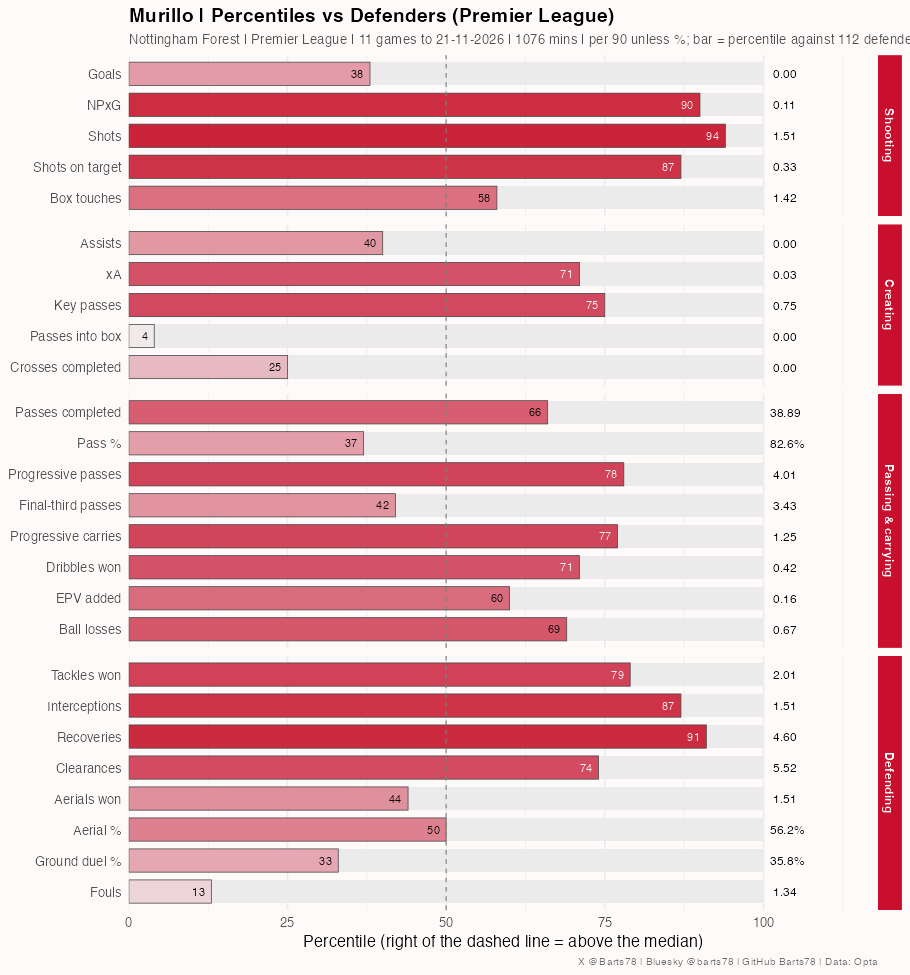 Murillo | Percentiles vs Defenders (Premier League)
Nottingham Forest | Premier League | 11 games to 21-11-2026 | 1076 mins | per 90 unless %; bar = percentile against 112 defende
Goals 38 0.00
NPxG 90 0.11
Shots 94 1.51
Shots on target 87 0.33
Box touches 58 1.42
Shooting
Assists 40 0.00
xA 71 0.03
Key passes 75 0.75
Passes into box 4 0.00
Crosses completed 25 0.00
Creating
Passes completed 66 38.89
Pass % 37 82.6%
Progressive passes 78 4.01
Final-third passes 42 3.43
Progressive carries 77 1.25
Dribbles won 71 0.42
EPV added 60 0.16
Ball losses 69 0.67
Passing & carrying
Tackles won 79 2.01
Interceptions 87 1.51
Recoveries 91 4.60
Clearances 74 5.52
Aerials won 44 1.51
Aerial % 50 56.2%
Ground duel % 33 35.8%
Fouls 13 1.34
Defending
0 25 50 75 100
Percentile (right of the dashed line = above the median)
X @Barts78 | Bluesky @barts78 | GitHub Barts78 | Data: Opta